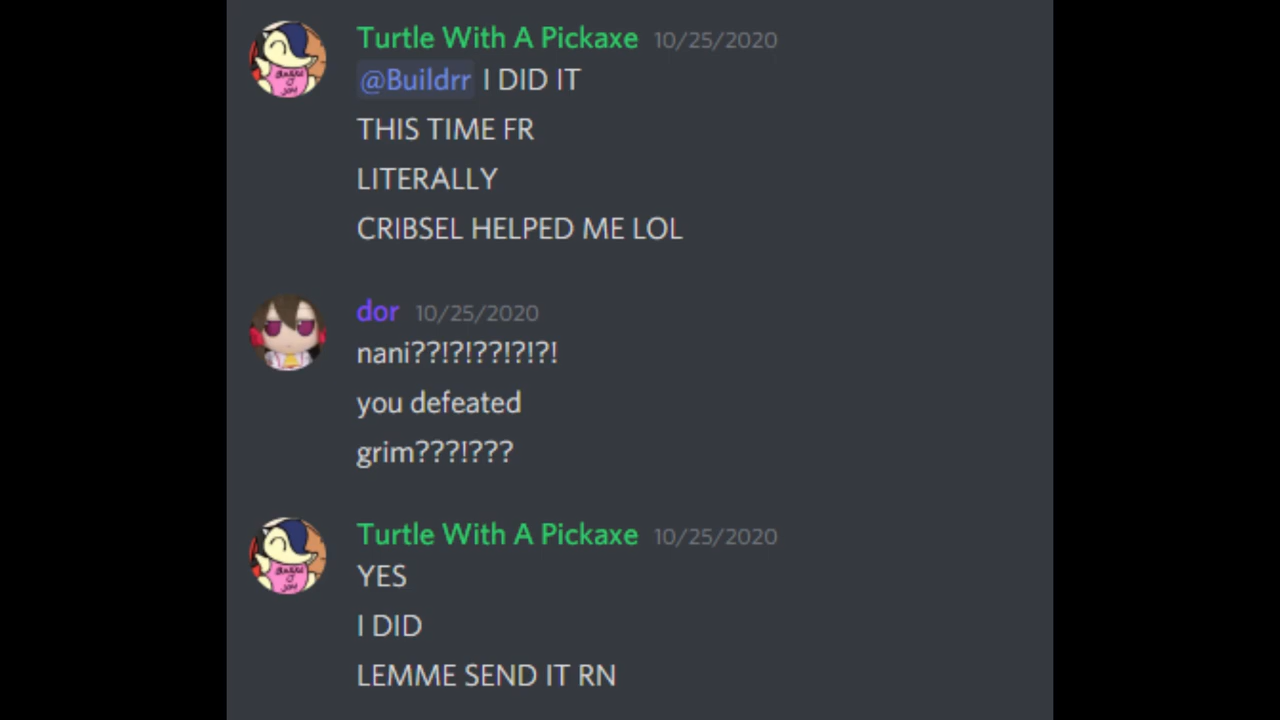 Turtle With A Pickaxe 10/25/2020
@Buildrr I DID IT
THIS TIME FR
LITERALLY
CRIBSEL HELPED ME LOL
dor 10/25/2020
nani??!?!??!?!?!
you defeated
grim???!???
Turtle With A Pickaxe 10/25/2020
YES
I DID
LEMME SEND IT RN